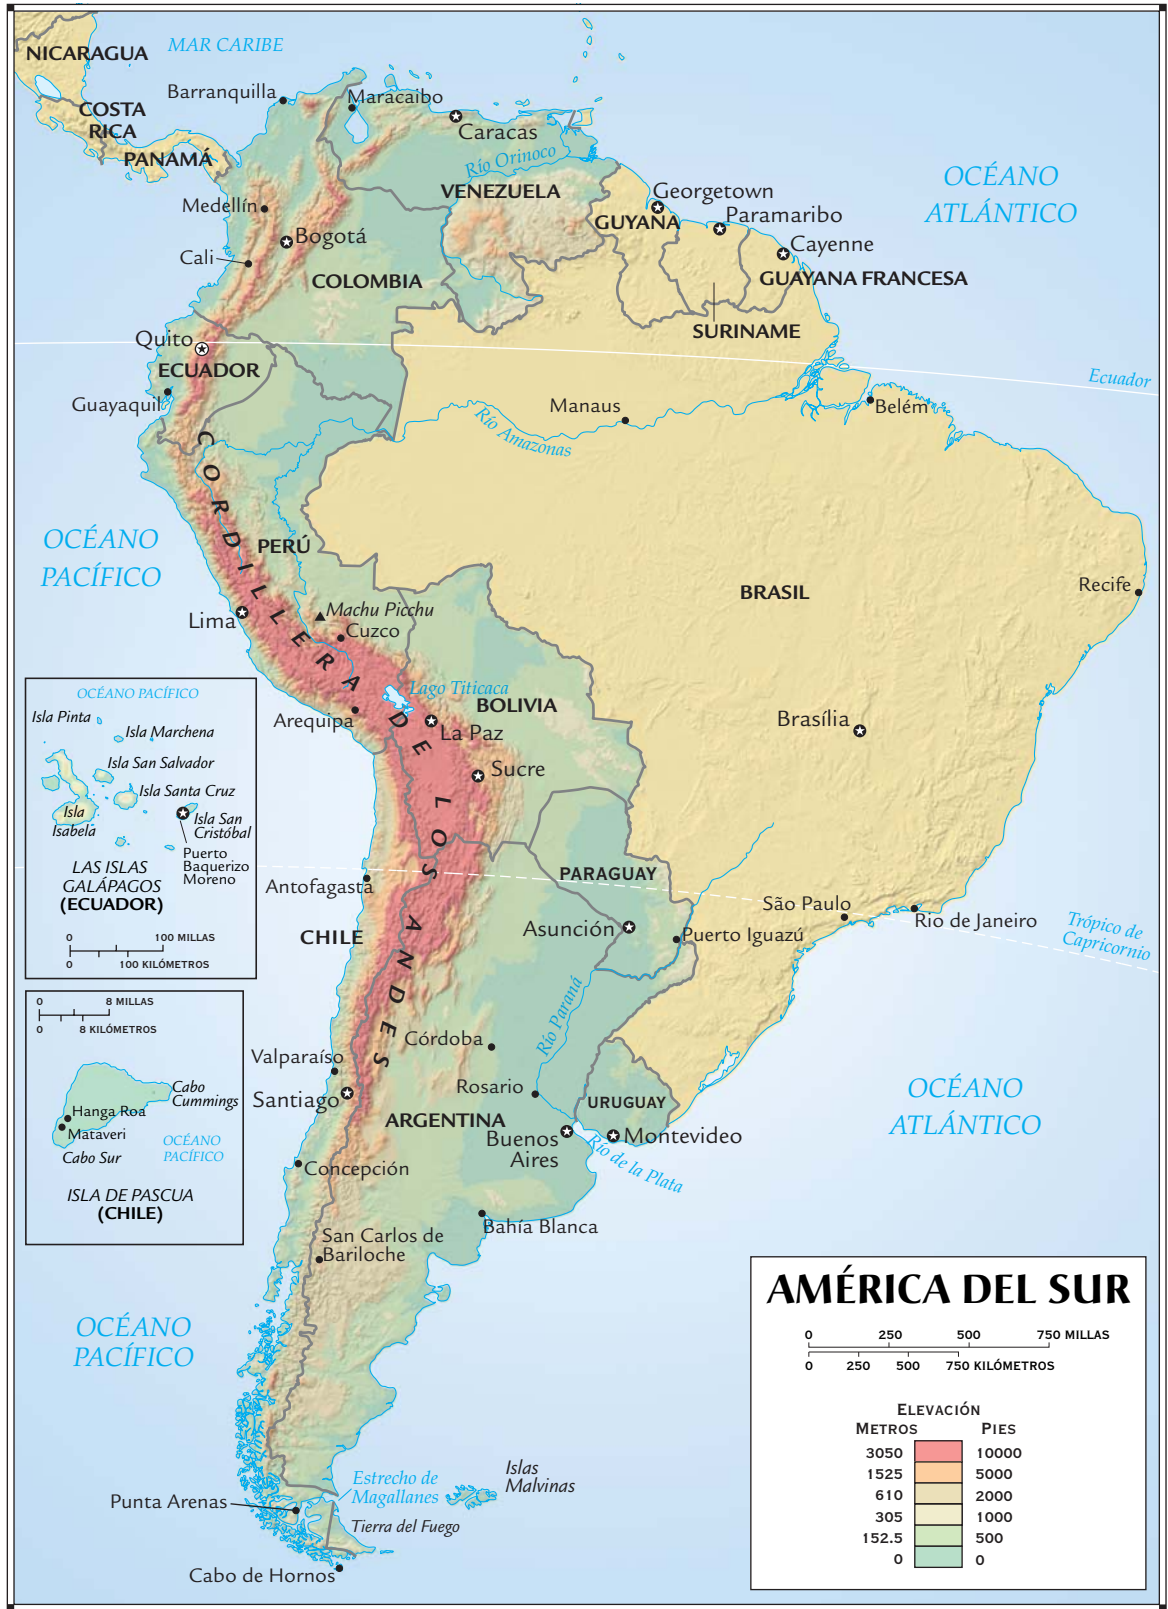 MAR CARIBE
NICARAGUA
COSTA
RICA
PANAMÁ
Barranquilla
Maracaibo
Caracas
Río Orinoco
VENEZUELA
Georgetown
GUYANA
Paramaribo
Cayenne
GUAYANA FRANCESA
SURINAME
OCÉANO
ATLÁNTICO
Medellín
Bogotá
Cali
COLOMBIA
Quito
ECUADOR
Guayaquil
Ecuador
Manaus
Belém
Río Amazonas
CORDILLERA DE LOS ANDES
OCÉANO
PACÍFICO
PERÚ
BRASIL
Recife
Lima
Machu Picchu
Cuzco
Lago Titicaca
BOLIVIA
Arequipa
La Paz
Sucre
Brasília
OCÉANO PACÍFICO
Isla Pinta
Isla Marchena
Isla San Salvador
Isla Santa Cruz
Isla
Isabela
Isla San
Cristóbal
Puerto
Baquerizo
Moreno
LAS ISLAS
GALÁPAGOS
(ECUADOR)
0 100 MILLAS
0 100 KILÓMETROS
PARAGUAY
Antofagasta
CHILE
Asunción
São Paulo
Rio de Janeiro
Puerto Iguazú
Trópico de
Capricornio
Río Paraná
0 8 MILLAS
0 8 KILÓMETROS
Cabo
Cummings
Hanga Roa
Mataveri
Cabo Sur
OCÉANO
PACÍFICO
ISLA DE PASCUA
(CHILE)
Córdoba
Valparaíso
Rosario
Santiago
ARGENTINA
URUGUAY
Buenos
Aires
Montevideo
Río de la Plata
OCÉANO
ATLÁNTICO
Concepción
Bahía Blanca
San Carlos de
Bariloche
OCÉANO
PACÍFICO
Estrecho de
Magallanes
Islas
Malvinas
Punta Arenas
Tierra del Fuego
Cabo de Hornos
AMÉRICA DEL SUR
0 250 500 750 MILLAS
0 250 500 750 KILÓMETROS
ELEVACIÓN
METROS PIES
3050 10000
1525 5000
610 2000
305 1000
152.5 500
0 0